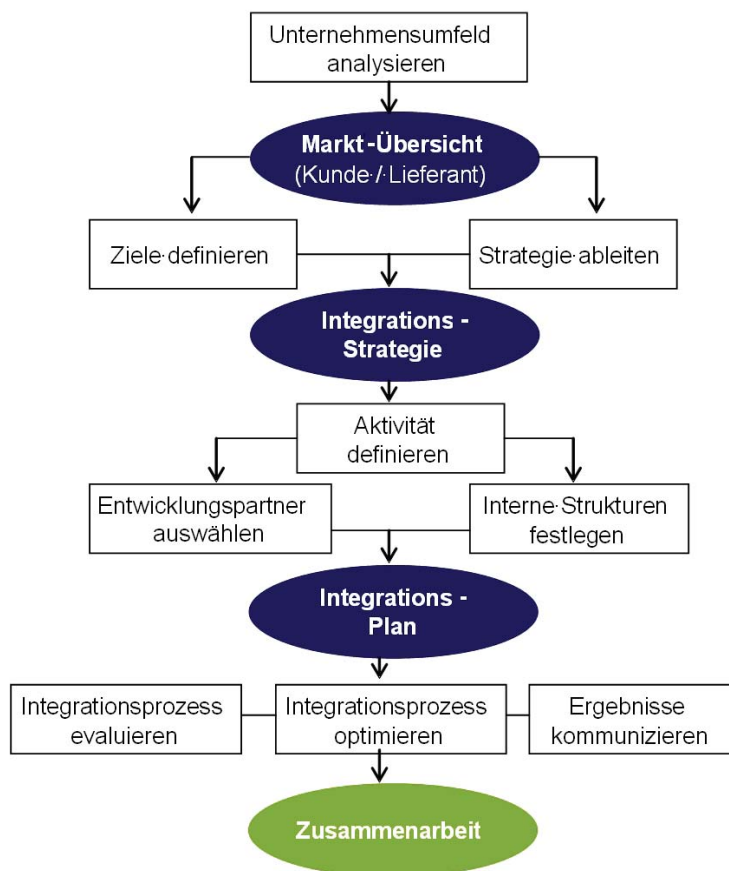 Unternehmensumfeld
analysieren
Markt-Übersicht
(Kunde·/·Lieferant)
Ziele·definieren
Strategie·ableiten
Integrations -
Strategie
Aktivität
definieren
Entwicklungspartner
auswählen
Interne·Strukturen
festlegen
Integrations -
Plan
Integrationsprozess
evaluieren
Integrationsprozess
optimieren
Ergebnisse
kommunizieren
Zusammenarbeit